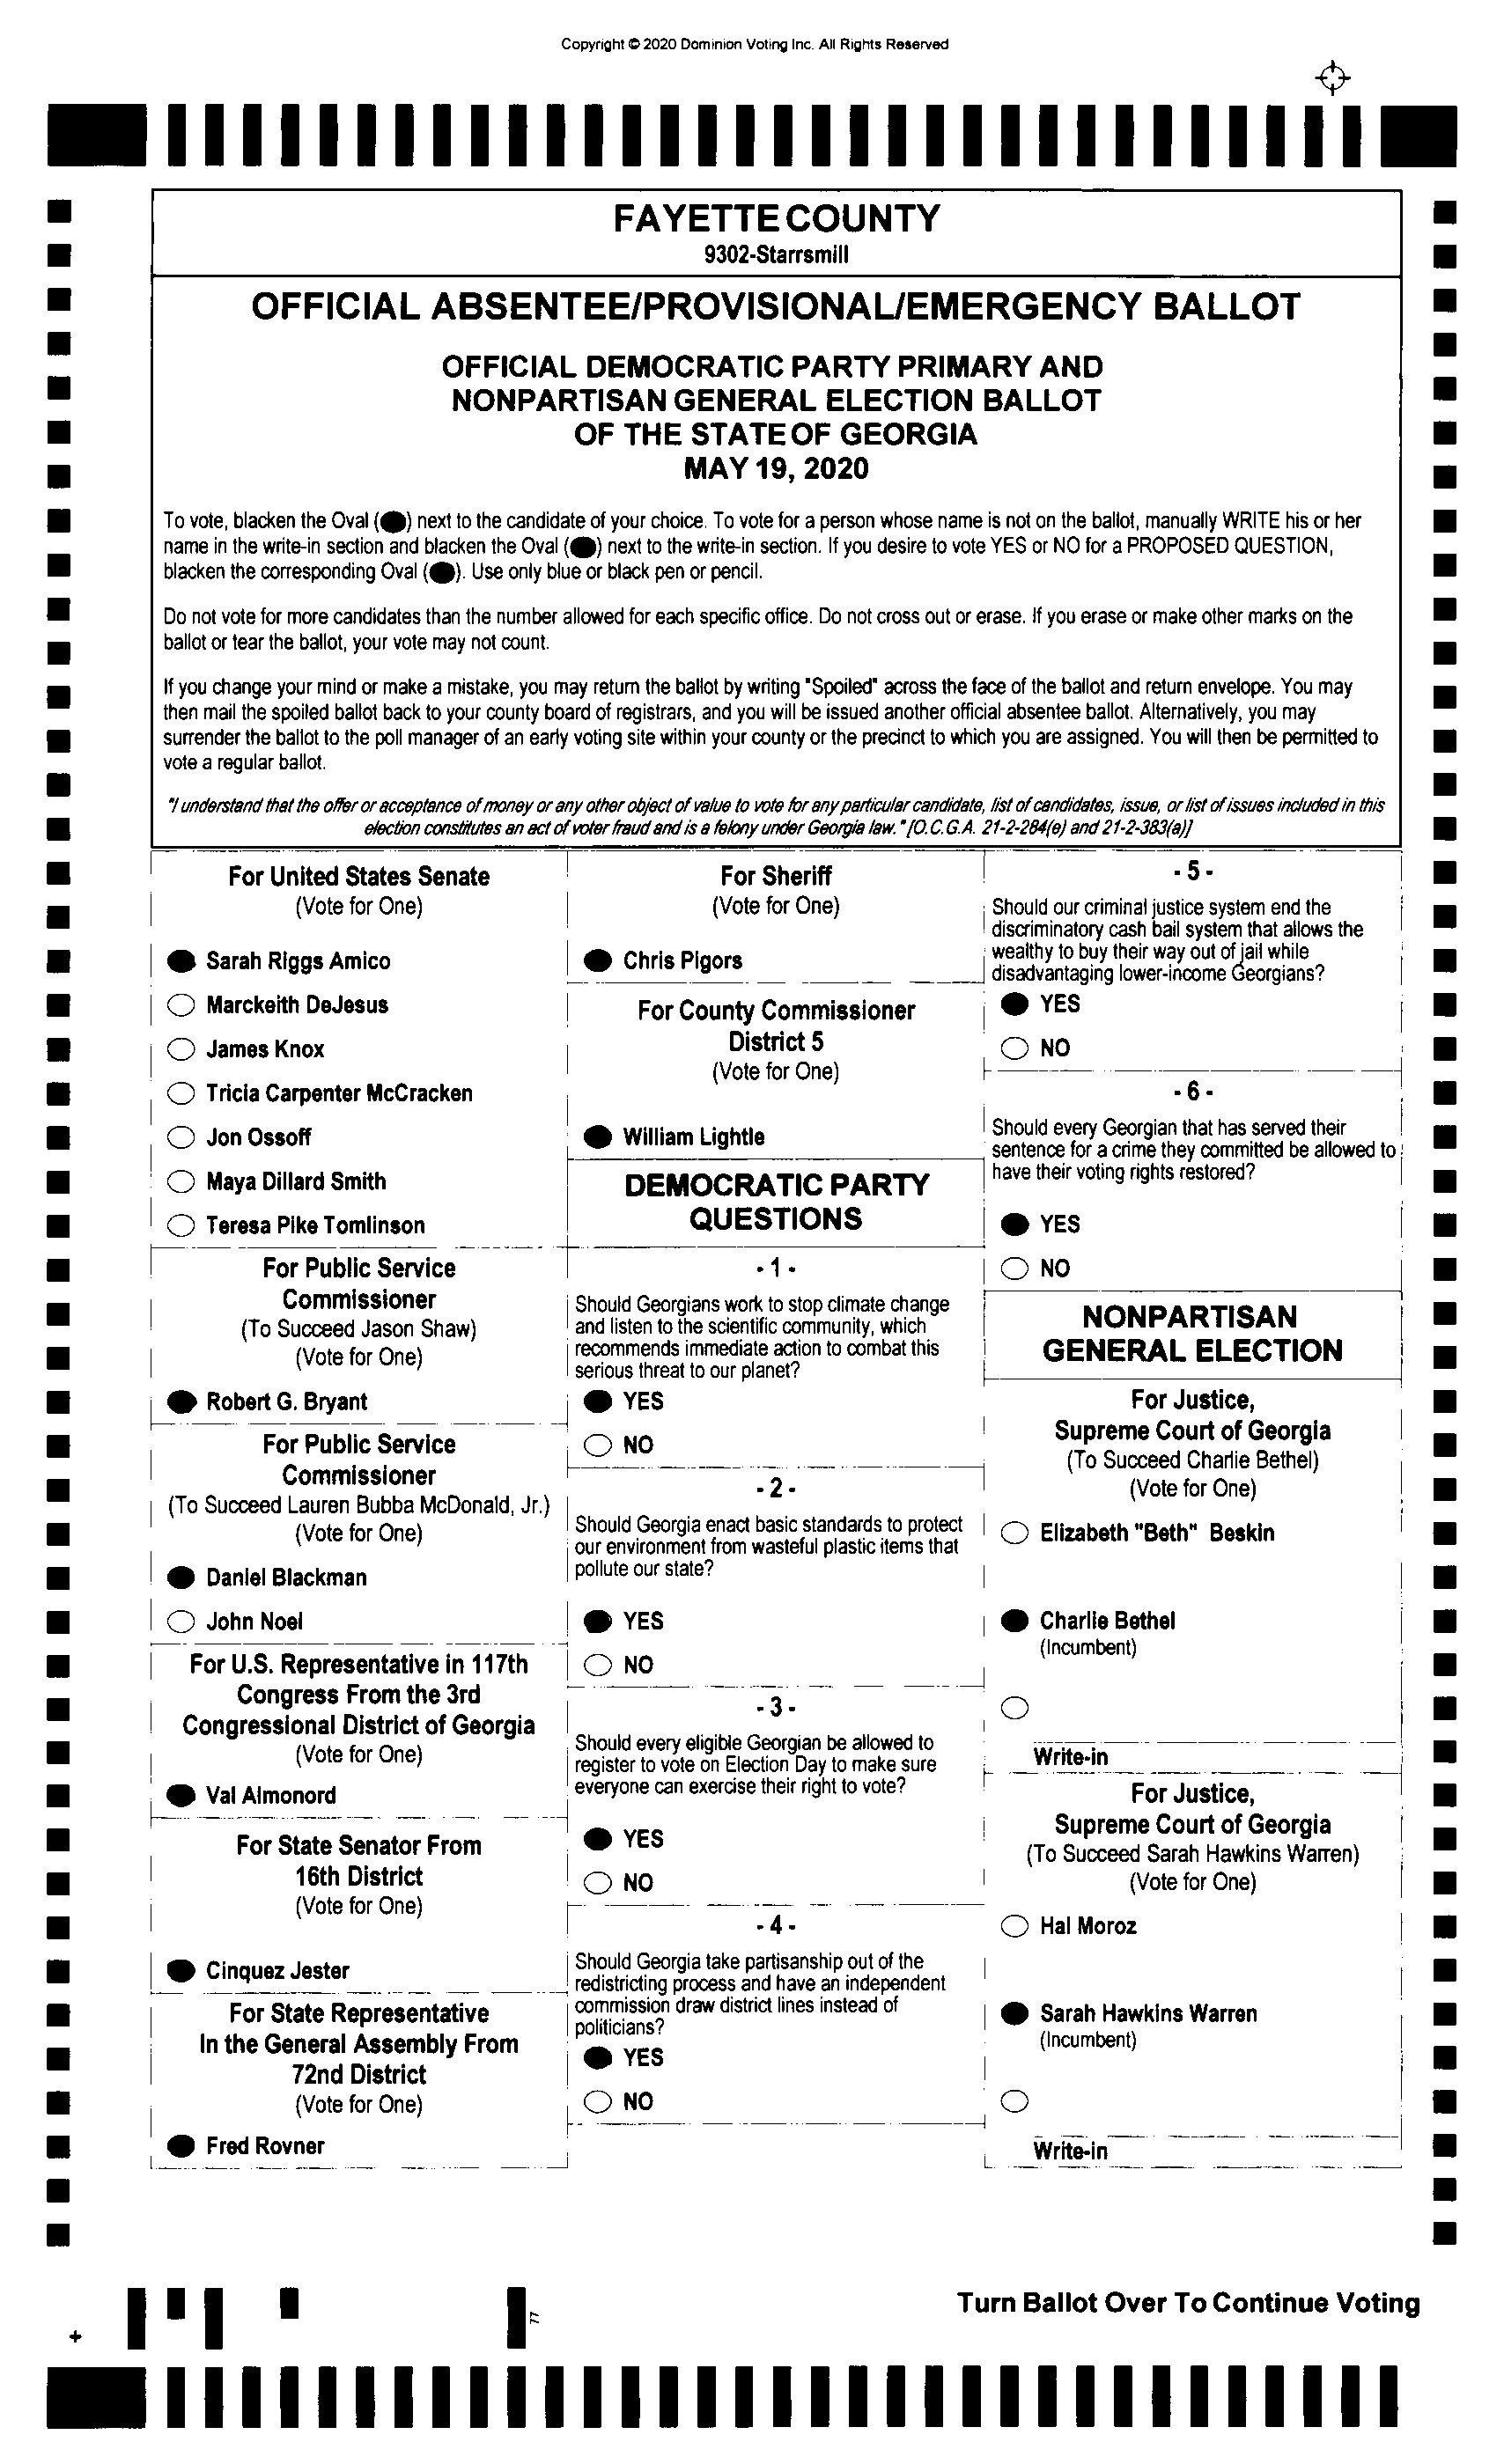 Copyright © 2020 Dominion Voting Inc. All Rights Reserved
FAYETTE COUNTY
9302-Starrsmill
OFFICIAL ABSENTEE/PROVISIONAL/EMERGENCY BALLOT
OFFICIAL DEMOCRATIC PARTY PRIMARY AND
NONPARTISAN GENERAL ELECTION BALLOT
OF THE STATE OF GEORGIA
MAY 19, 2020
To vote, blacken the Oval (⬤) next to the candidate of your choice. To vote for a person whose name is not on the ballot, manually WRITE his or her
name in the write-in section and blacken the Oval (⬤) next to the write-in section. If you desire to vote YES or NO for a PROPOSED QUESTION,
blacken the corresponding Oval (⬤). Use only blue or black pen or pencil.
Do not vote for more candidates than the number allowed for each specific office. Do not cross out or erase. If you erase or make other marks on the
ballot or tear the ballot, your vote may not count.
If you change your mind or make a mistake, you may return the ballot by writing "Spoiled" across the face of the ballot and return envelope. You may
then mail the spoiled ballot back to your county board of registrars, and you will be issued another official absentee ballot. Alternatively, you may
surrender the ballot to the poll manager of an early voting site within your county or the precinct to which you are assigned. You will then be permitted to
vote a regular ballot.
"I understand that the offer or acceptance of money or any other object of value to vote for any particular candidate, list of candidates, issue, or list of issues included in this
election constitutes an act of voter fraud and is a felony under Georgia law." [O.C.G.A. 21-2-284(e) and 21-2-383(a)]
For United States Senate
(Vote for One)
Sarah Riggs Amico
Marckeith DeJesus
James Knox
Tricia Carpenter McCracken
Jon Ossoff
Maya Dillard Smith
Teresa Pike Tomlinson
For Public Service
Commissioner
(To Succeed Jason Shaw)
(Vote for One)
Robert G. Bryant
For Public Service
Commissioner
(To Succeed Lauren Bubba McDonald, Jr.)
(Vote for One)
Daniel Blackman
John Noel
For U.S. Representative in 117th
Congress From the 3rd
Congressional District of Georgia
(Vote for One)
Val Almonord
For State Senator From
16th District
(Vote for One)
Cinquez Jester
For State Representative
In the General Assembly From
72nd District
(Vote for One)
Fred Rovner
For Sheriff
(Vote for One)
Chris Pigors
For County Commissioner
District 5
(Vote for One)
William Lightle
DEMOCRATIC PARTY
QUESTIONS
- 1 -
Should Georgians work to stop climate change
and listen to the scientific community, which
recommends immediate action to combat this
serious threat to our planet?
YES
NO
- 2 -
Should Georgia enact basic standards to protect
our environment from wasteful plastic items that
pollute our state?
YES
NO
- 3 -
Should every eligible Georgian be allowed to
register to vote on Election Day to make sure
everyone can exercise their right to vote?
YES
NO
- 4 -
Should Georgia take partisanship out of the
redistricting process and have an independent
commission draw district lines instead of
politicians?
YES
NO
- 5 -
Should our criminal justice system end the
discriminatory cash bail system that allows the
wealthy to buy their way out of jail while
disadvantaging lower-income Georgians?
YES
NO
- 6 -
Should every Georgian that has served their
sentence for a crime they committed be allowed to
have their voting rights restored?
YES
NO
NONPARTISAN
GENERAL ELECTION
For Justice,
Supreme Court of Georgia
(To Succeed Charlie Bethel)
(Vote for One)
Elizabeth "Beth" Beskin
Charlie Bethel
(Incumbent)
Write-in
For Justice,
Supreme Court of Georgia
(To Succeed Sarah Hawkins Warren)
(Vote for One)
Hal Moroz
Sarah Hawkins Warren
(Incumbent)
Write-in
Turn Ballot Over To Continue Voting
77
+